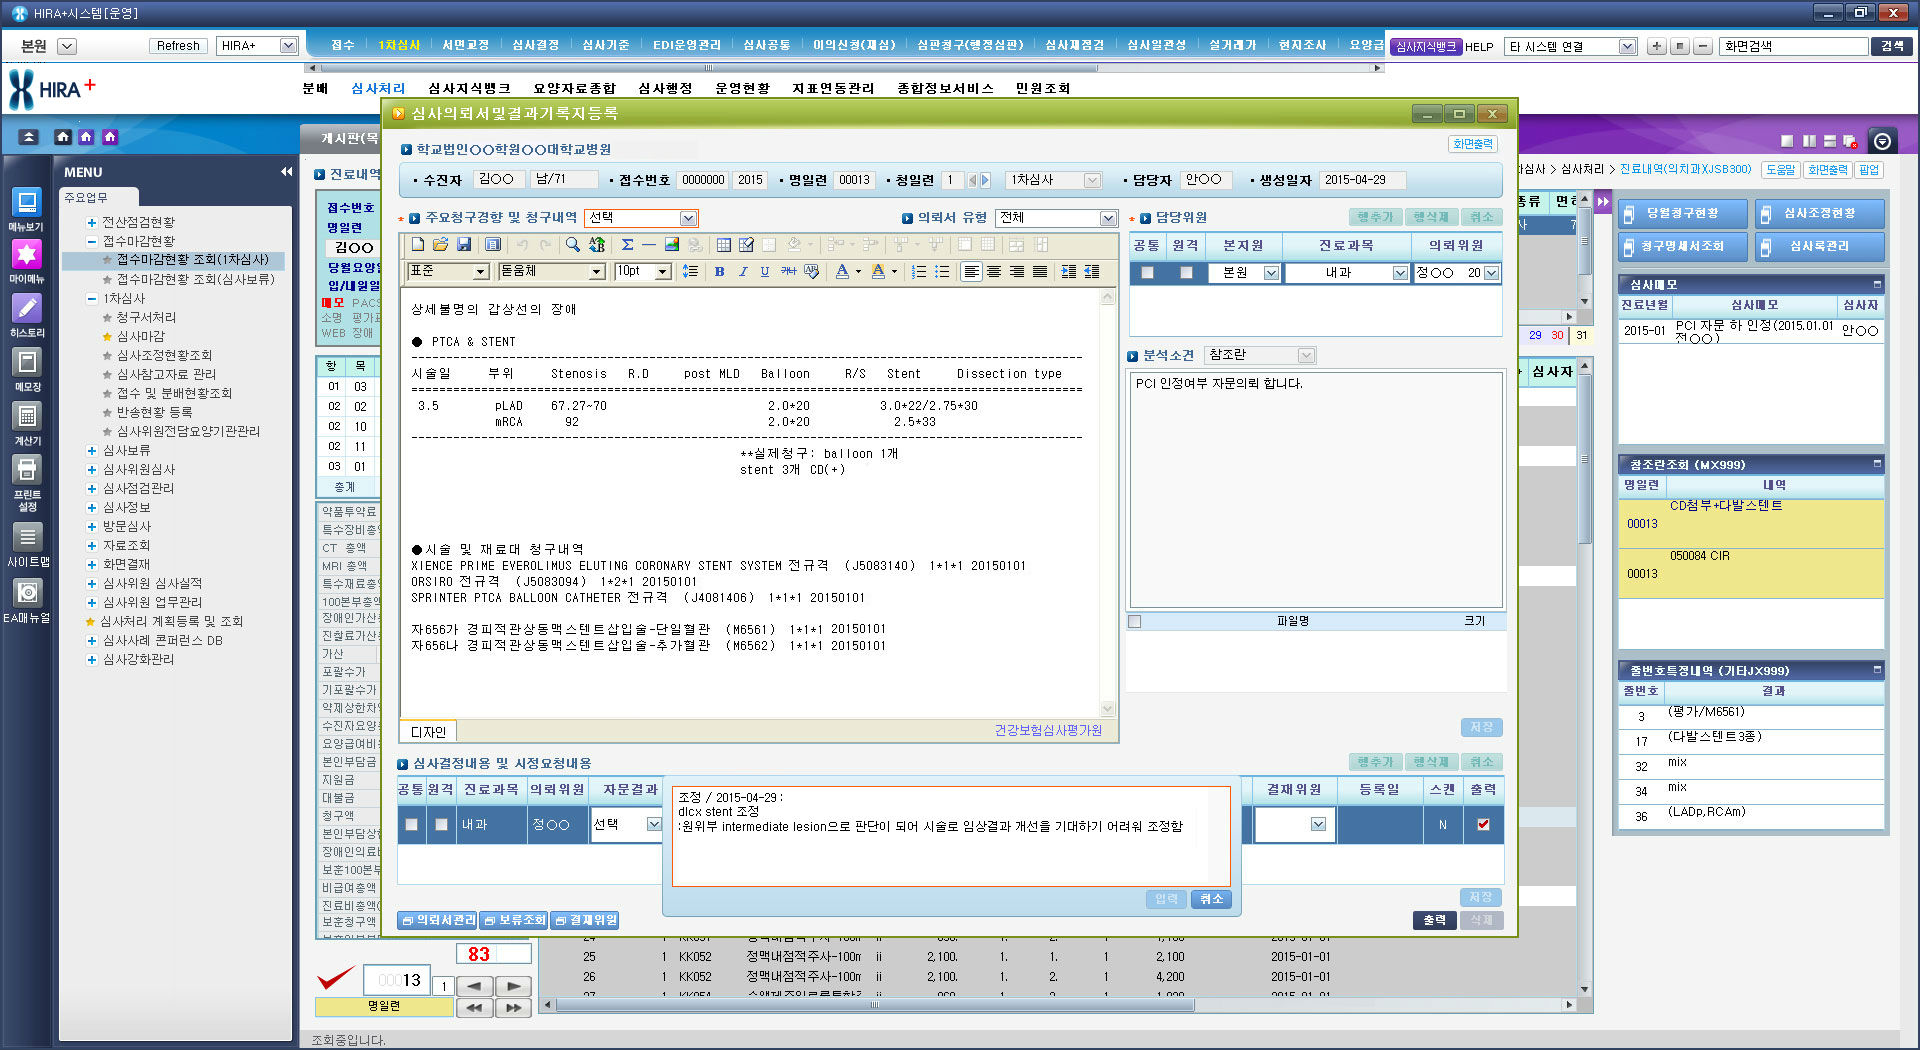 HIRA+시스템[운영]
본원 Refresh HIRA+ 접수 1차심사 서면교정 심사결정 심사기준 EDI운영관리 심사공통 이의신청(재심) 심판청구(행정심판) 심사재점검 심사일관성 실거래가 현지조사 요양급 심사지식뱅크 HELP 타 시스템 연결 화면검색 검색
HIRA+ 분배 심사처리 심사지식뱅크 요양자료종합 심사행정 운영현황 지표연동관리 종합정보서비스 민원조회
게시판(목
심사의뢰서및결과기록지등록
MENU
주요업무
메뉴보기
마이메뉴
히스토리
메모장
계산기
프린트
설정
사이트맵
EA매뉴얼
전산점검현황
접수마감현황
접수마감현황 조회(1차심사)
접수마감현황 조회(심사보류)
1차심사
청구서처리
심사마감
심사조정현황조회
심사참고자료 관리
접수 및 분배현황조회
반송현황 등록
심사위원전담요양기관관리
심사보류
심사위원심사
심사점검관리
심사정보
방문심사
자료조회
화면결재
심사위원 심사실적
심사위원 업무관리
심사처리 계획등록 및 조회
심사사례 콘퍼런스 DB
심사강화관리
진료내역
접수번호
명일련
김○○
당월요양
입/내원일
메모 PACS
소명 평가
WEB 장애
항 목
01 03
02 02
02 10
02 11
03 01
총계
약품투약료
특수장비총
CT 총액
MRI 총액
특수재료총
100본부총
장애인가산
진찰료가산
가산
포괄수가
기포괄수가
약제상한차
수진자요양
요양급여비
본인부담금
지원금
대불금
청구액
본인부담상
장애인의료
보훈100본부
비급여총액
진료비총액(
보훈청구액
83
00013 1
명일련
조회중입니다.
학교법인○○학원○○대학교병원 화면출력
수진자 김○○ 남/71 접수번호 0000000 2015 명일련 00013 청일련 1 1차심사 담당자 안○○ 생성일자 2015-04-29
* 주요청구경향 및 청구내역 선택 의뢰서 유형 전체
표준 돋움체 10pt
상세불명의 갑상선의 장애
● PTCA & STENT
시술일 부위 Stenosis R.D post MLD Balloon R/S Stent Dissection type
3.5 pLAD 67.27~70 2.0*20 3.0*22/2.75*30
mRCA 92 2.0*20 2.5*33
**실제청구: balloon 1개
stent 3개 CD(+)
●시술 및 재료대 청구내역
XIENCE PRIME EVEROLIMUS ELUTING CORONARY STENT SYSTEM 전규격 (J5083140) 1*1*1 20150101
ORSIRO 전규격 (J5083094) 1*2*1 20150101
SPRINTER PTCA BALLOON CATHETER 전규격 (J4081406) 1*1*1 20150101
자656가 경피적관상동맥스텐트삽입술-단일혈관 (M6561) 1*1*1 20150101
자656나 경피적관상동맥스텐트삽입술-추가혈관 (M6562) 1*1*1 20150101
디자인 건강보험심사평가원
* 담당위원 행추가 행삭제 취소
공통 원격 본지원 진료과목 의뢰위원
본원 내과 정○○ 20
분석소견 참조란
PCI 인정여부 자문의뢰 합니다.
파일명 크기
저장
심사결정내용 및 시정요청내용 행추가 행삭제 취소
공통 원격 진료과목 의뢰위원 자문결과 결재위원 등록일 스캔 출력
내과 정○○ 선택 N
조정 / 2015-04-29 :
dlcx stent 조정
:원위부 intermediate lesion으로 판단이 되어 시술로 임상결과 개선을 기대하기 어려워 조정함
입력 취소
저장
의뢰서관리 보류조회 결재위원 출력 삭제
25 1 KK052 정맥내점적주사-100m ii 2,100. 1. 1. 1 2,100 2015-01-01
26 1 KK052 정맥내점적주사-100m ii 2,100. 1. 2. 1 4,200 2015-01-01
차심사 > 심사처리 > 진료내역(의치과)(JSB300) 도움말 화면출력 팝업
29 30 31
심사자
당월청구현황 심사조정현황
청구명세서조회 심사록관리
심사메모
진료년월 심사메모 심사자
2015-01 PCI 자문 하 인정(2015.01.01 안○○
정○○)
참조란조회 (MX999)
명일련 내역
00013 CD첨부+다발스텐트
00013 050084 CIR
줄번호특정내역 (기타JX999)
줄번호 결과
3 (평가/M6561)
17 (다발스텐트3종)
32 mix
34 mix
36 (LADp,RCAm)